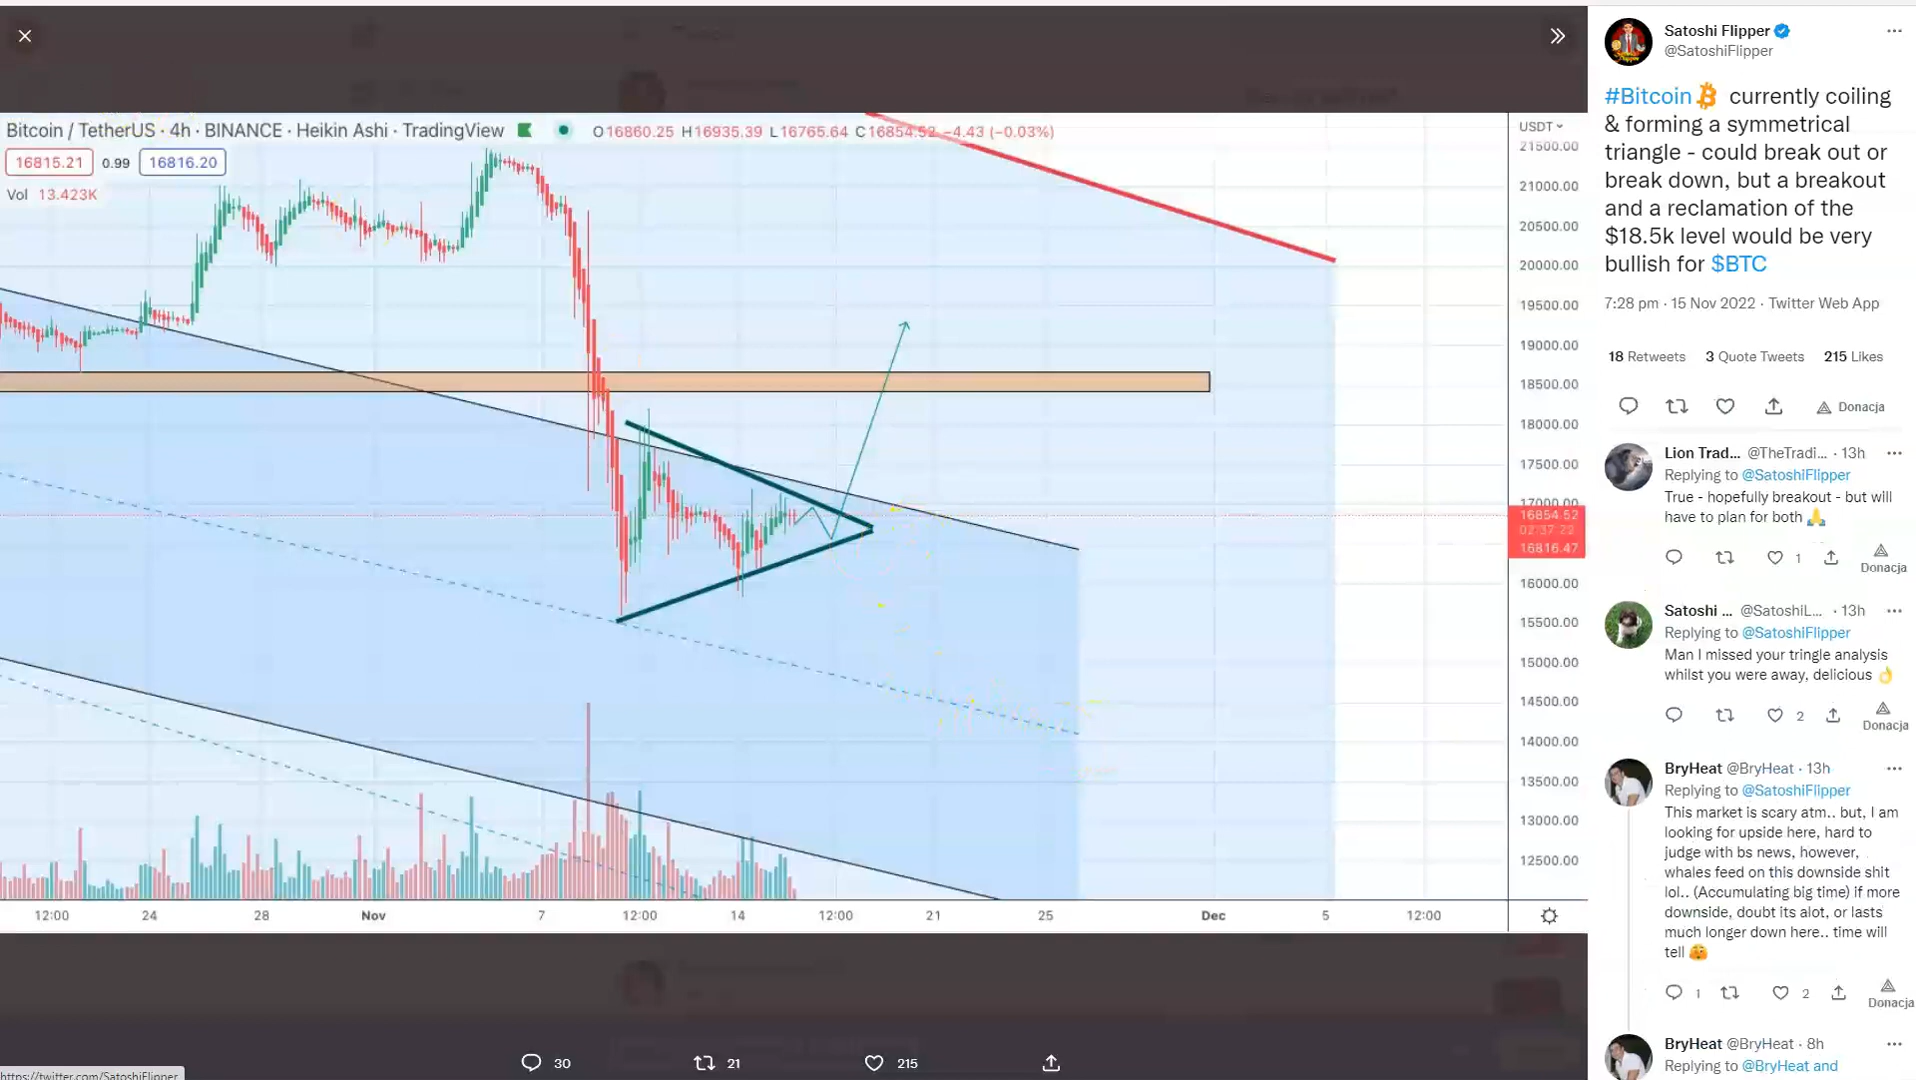 Bitcoin / TetherUS · 4h · BINANCE · Heikin Ashi · TradingView O16860.25 H16935.39 L16765.64 C16854.52 −4.43 (−0.03%)
16815.21 0.99 16816.20
Vol 13.423K
USDT
21500.00
21000.00
20500.00
20000.00
19500.00
19000.00
18500.00
18000.00
17500.00
17000.00
16854.52
02:37:22
16816.47
16000.00
15500.00
15000.00
14500.00
14000.00
13500.00
13000.00
12500.00
12:00 24 28 Nov 7 12:00 14 12:00 21 25 Dec 5 12:00
30 21 215
https://twitter.com/SatoshiFlipper
Satoshi Flipper
@SatoshiFlipper
#Bitcoin currently coiling
& forming a symmetrical
triangle - could break out or
break down, but a breakout
and a reclamation of the
$18.5k level would be very
bullish for $BTC
7:28 pm · 15 Nov 2022 · Twitter Web App
18 Retweets 3 Quote Tweets 215 Likes
Donacja
Lion Trad... @TheTradi... · 13h
Replying to @SatoshiFlipper
True - hopefully breakout - but will
have to plan for both 🙏
1
Donacja
Satoshi ... @SatoshiL... · 13h
Replying to @SatoshiFlipper
Man I missed your tringle analysis
whilst you were away, delicious 👌
2
Donacja
BryHeat @BryHeat · 13h
Replying to @SatoshiFlipper
This market is scary atm.. but, I am
looking for upside here, hard to
judge with bs news, however,
whales feed on this downside shit
lol.. (Accumulating big time) if more
downside, doubt its alot, or lasts
much longer down here.. time will
tell
1 2
Donacja
BryHeat @BryHeat · 8h
Replying to @BryHeat and